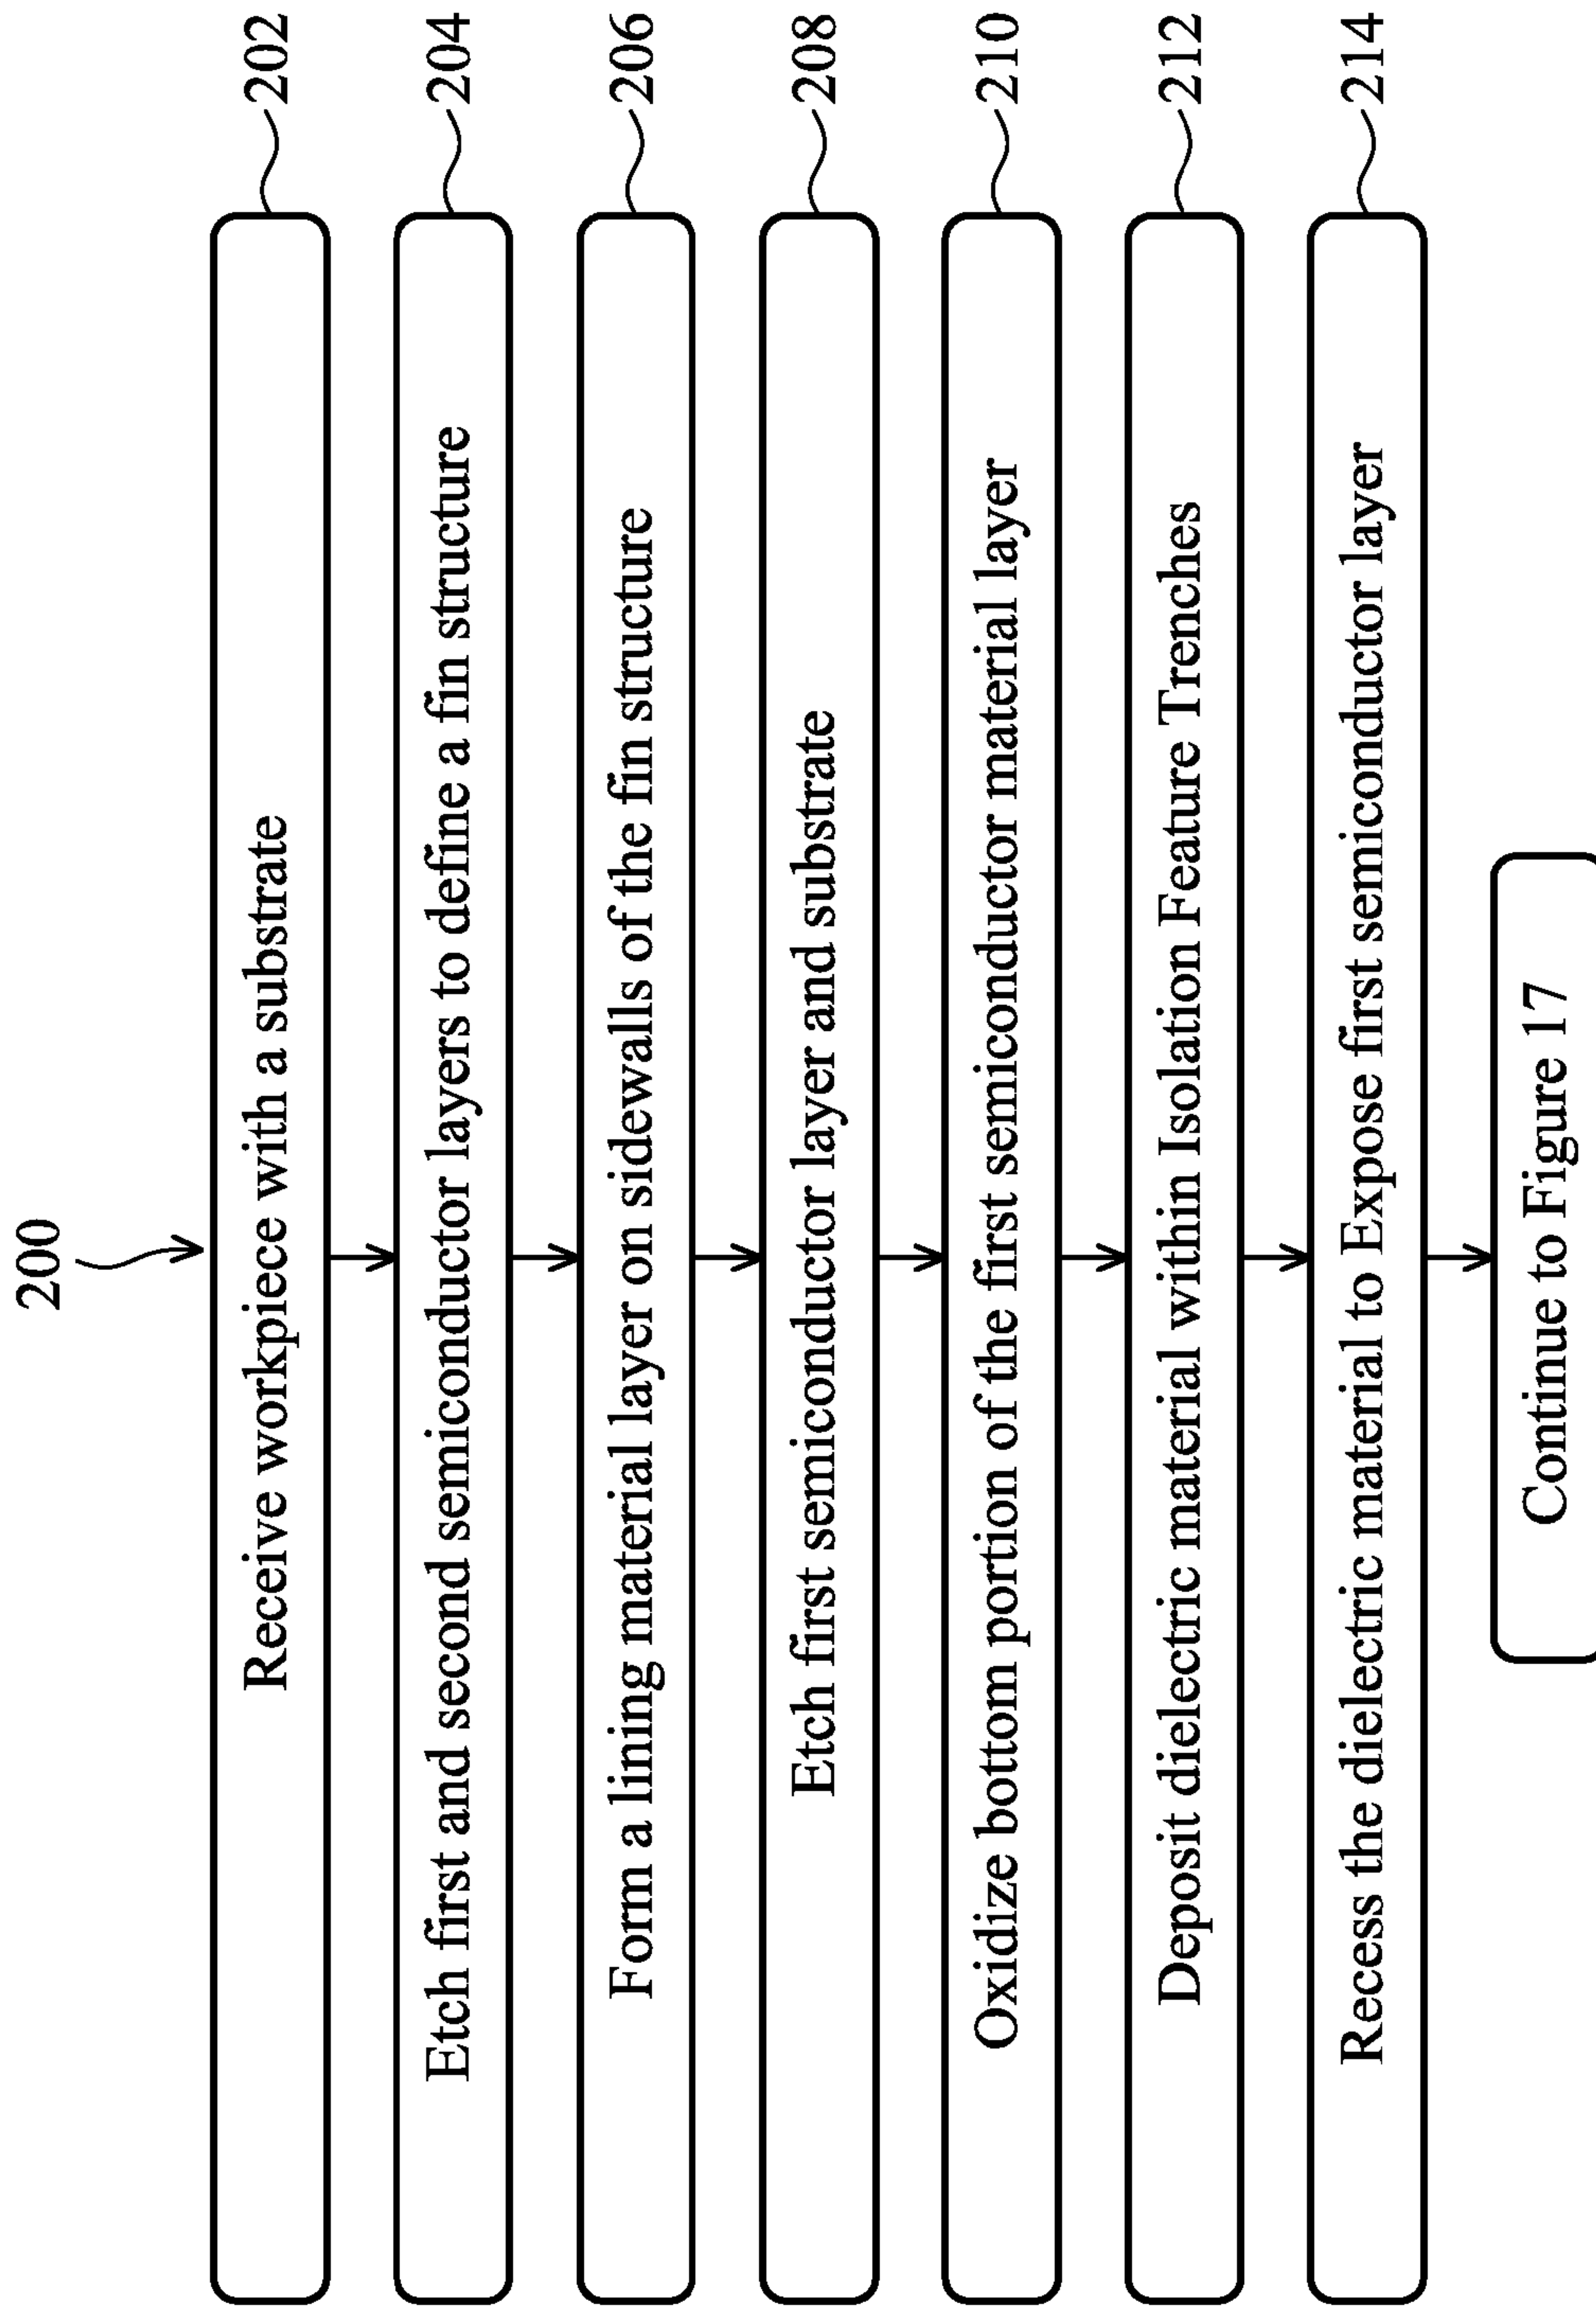 200
Receive workpiece with a substrate
202
Etch first and second semiconductor layers to define a fin structure
204
Form a lining material layer on sidewalls of the fin structure
206
Etch first semiconductor layer and substrate
208
Oxidize bottom portion of the first semiconductor material layer
210
Deposit dielectric material within Isolation Feature Trenches
212
Recess the dielectric material to Expose first semiconductor layer
214
Continue to Figure 17